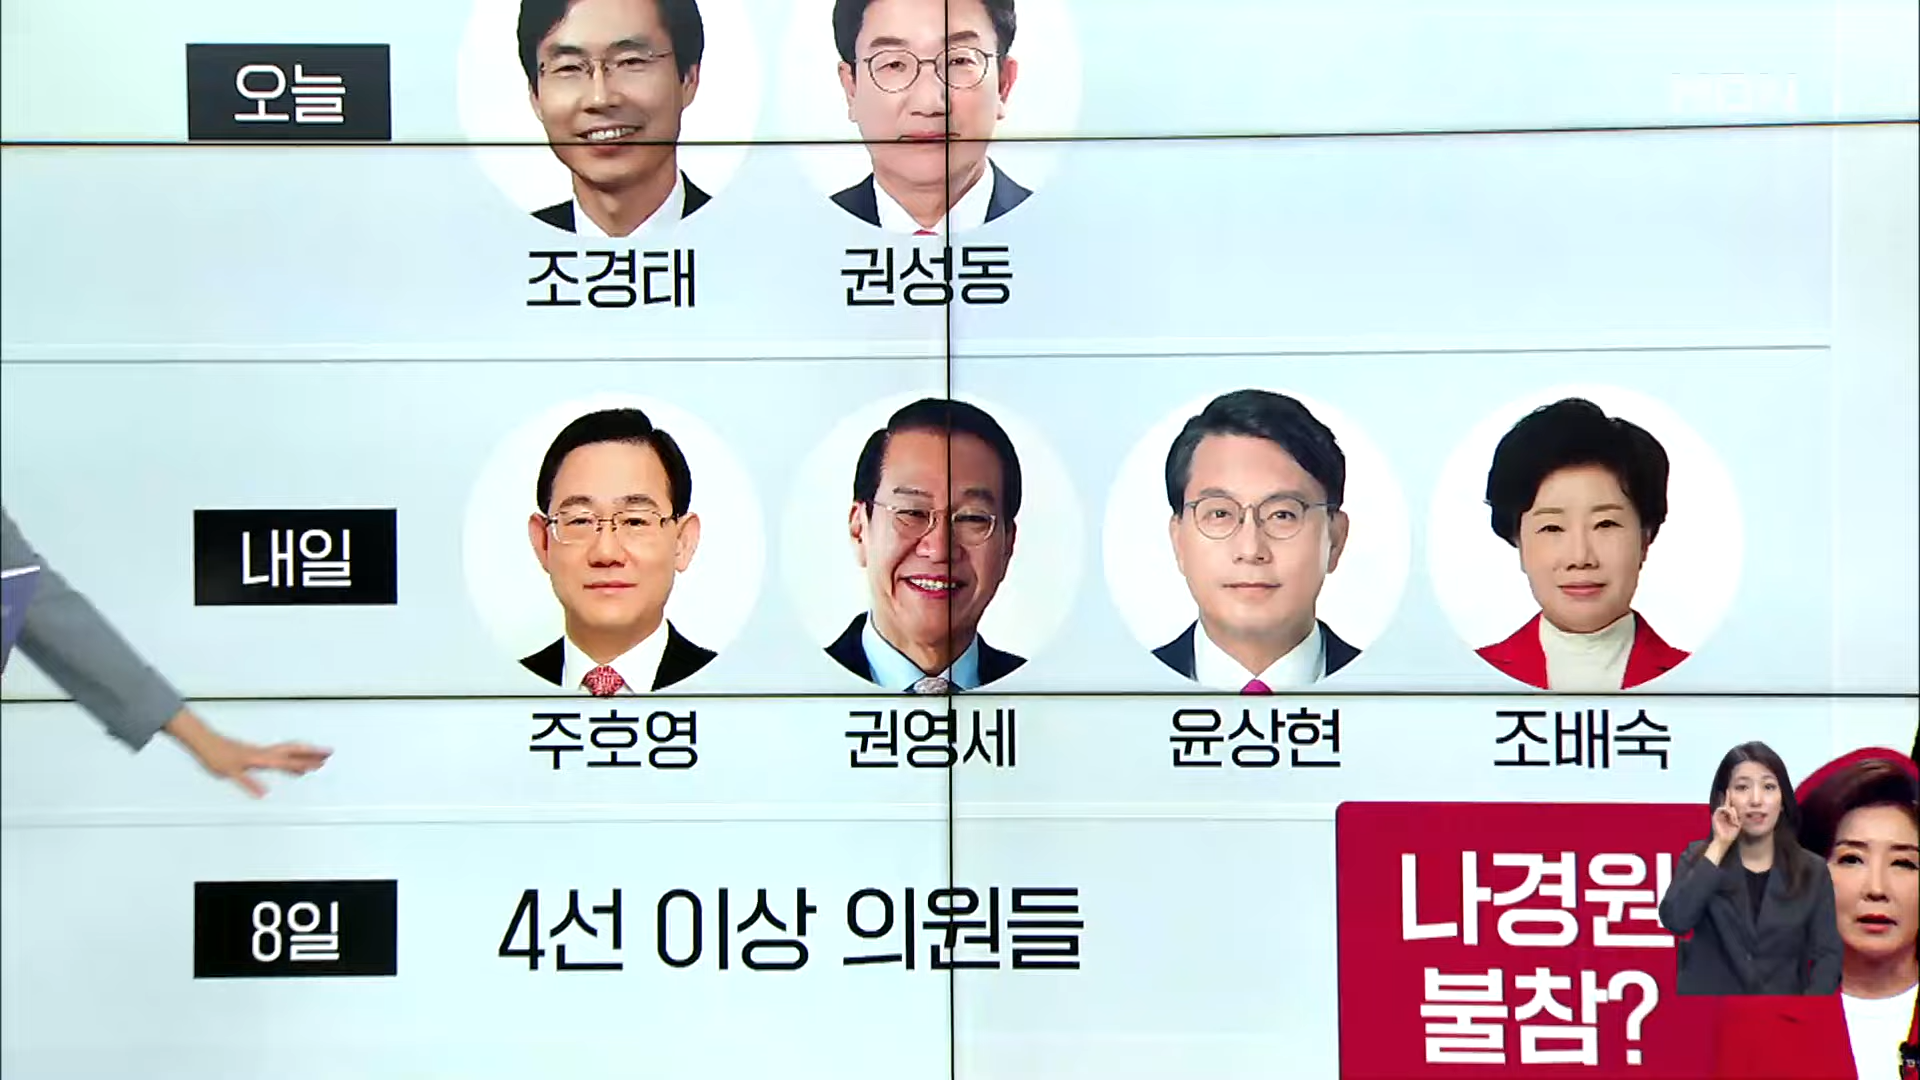 MBN
오늘
조경태 권성동
내일
주호영 권영세 윤상현 조배숙
8일
4선 이상 의원들
나경원
불참?